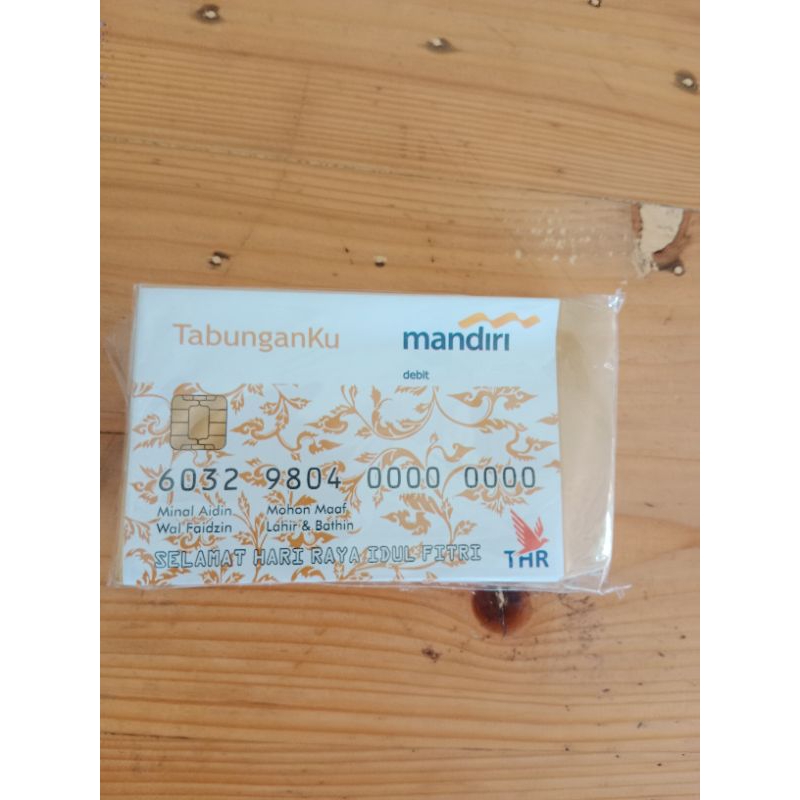 TabunganKu
mandiri
debit
6032 9804 0000 0000
Minal Aidin Mohon Maaf
Wal Faidzin Lahir & Bathin
SELAMAT HARI RAYA IDUL FITRI
THR